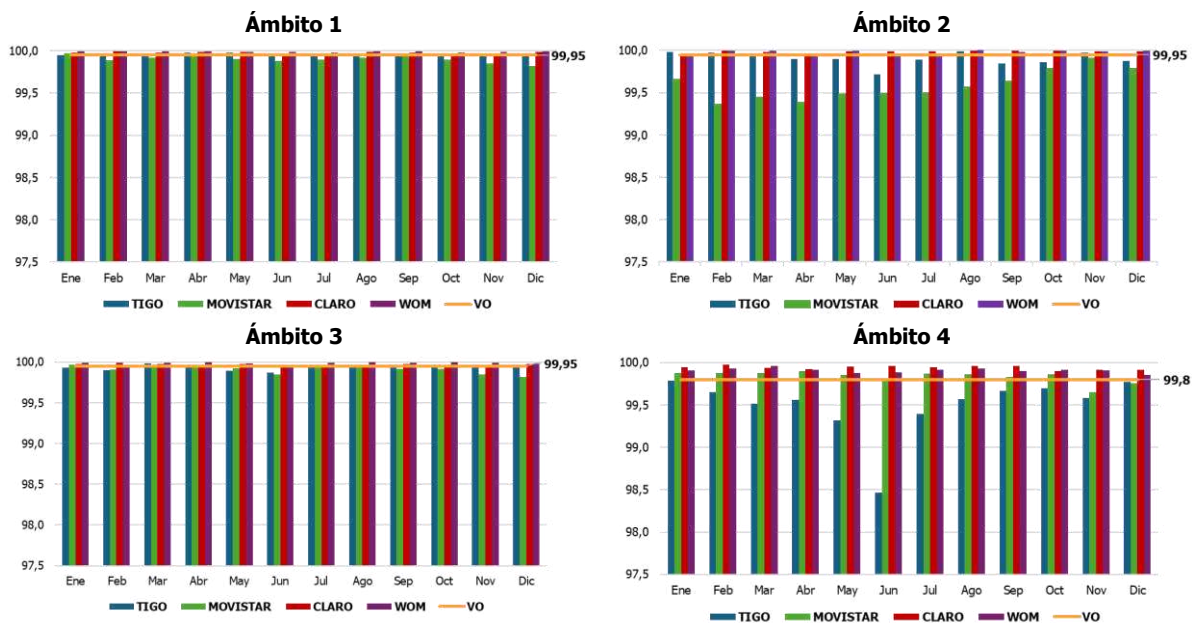 Ámbito 1
100,0
99,5
99,0
98,5
98,0
97,5
99,95
Ene Feb Mar Abr May Jun Jul Ago Sep Oct Nov Dic
TIGO MOVISTAR CLARO WOM VO
Ámbito 2
100,0
99,5
99,0
98,5
98,0
97,5
99,95
Ene Feb Mar Abr May Jun Jul Ago Sep Oct Nov Dic
TIGO MOVISTAR CLARO WOM VO
Ámbito 3
100,0
99,5
99,0
98,5
98,0
97,5
99,95
Ene Feb Mar Abr May Jun Jul Ago Sep Oct Nov Dic
TIGO MOVISTAR CLARO WOM VO
Ámbito 4
100,0
99,5
99,0
98,5
98,0
97,5
99,8
Ene Feb Mar Abr May Jun Jul Ago Sep Oct Nov Dic
TIGO MOVISTAR CLARO WOM VO